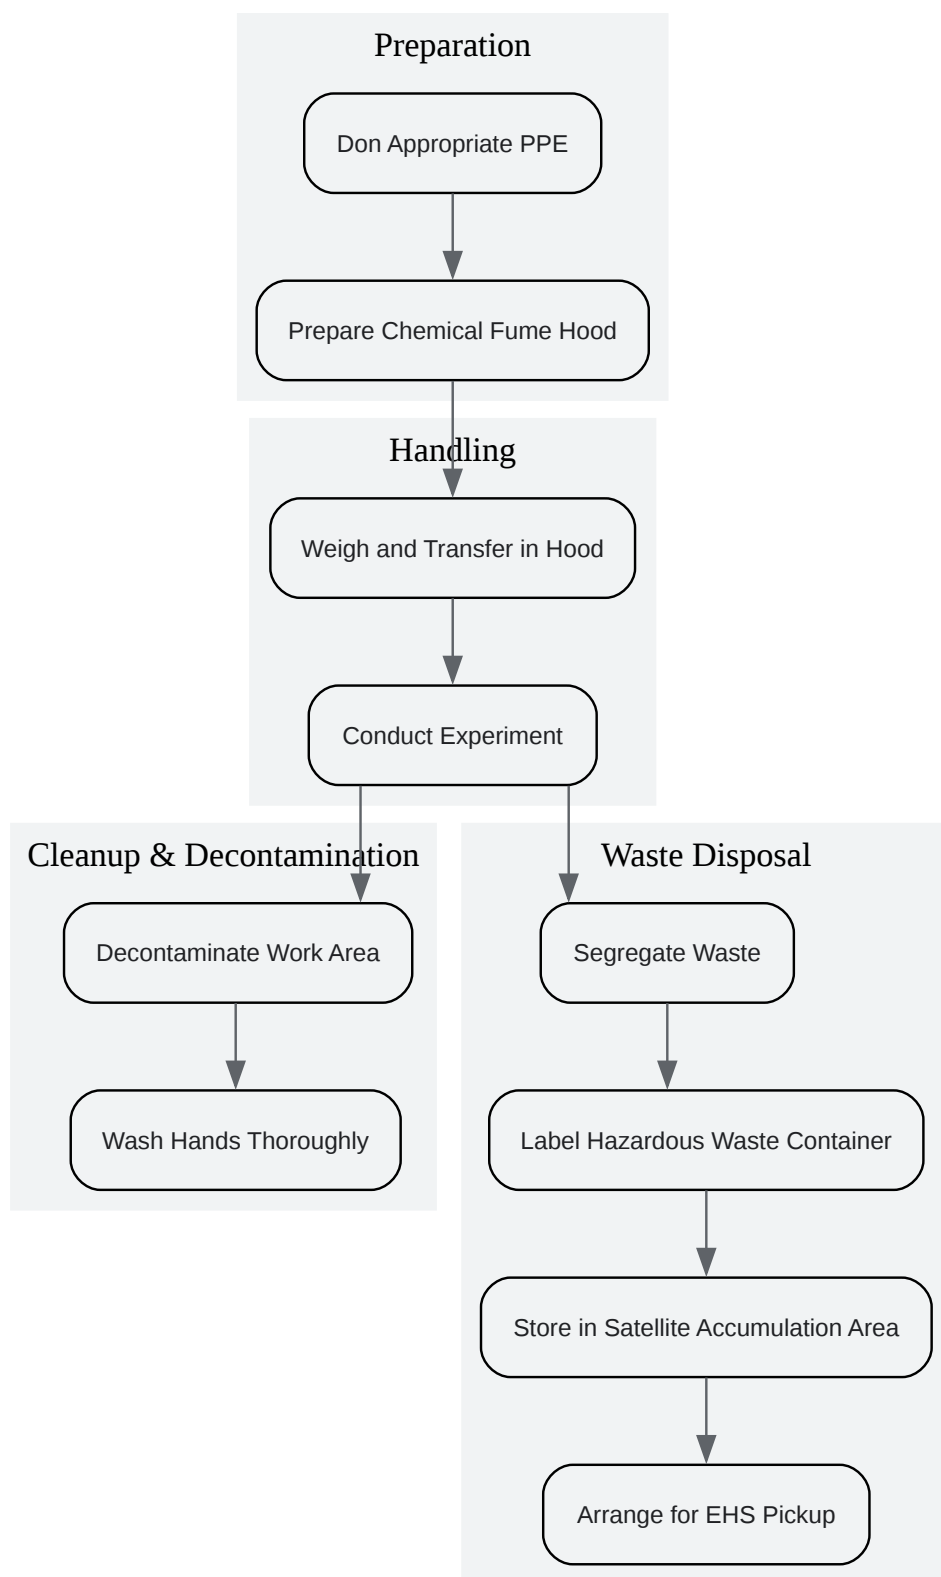 Preparation
Don Appropriate PPE
Prepare Chemical Fume Hood
Handling
Weigh and Transfer in Hood
Conduct Experiment
Cleanup & Decontamination
Decontaminate Work Area
Wash Hands Thoroughly
Waste Disposal
Segregate Waste
Label Hazardous Waste Container
Store in Satellite Accumulation Area
Arrange for EHS Pickup